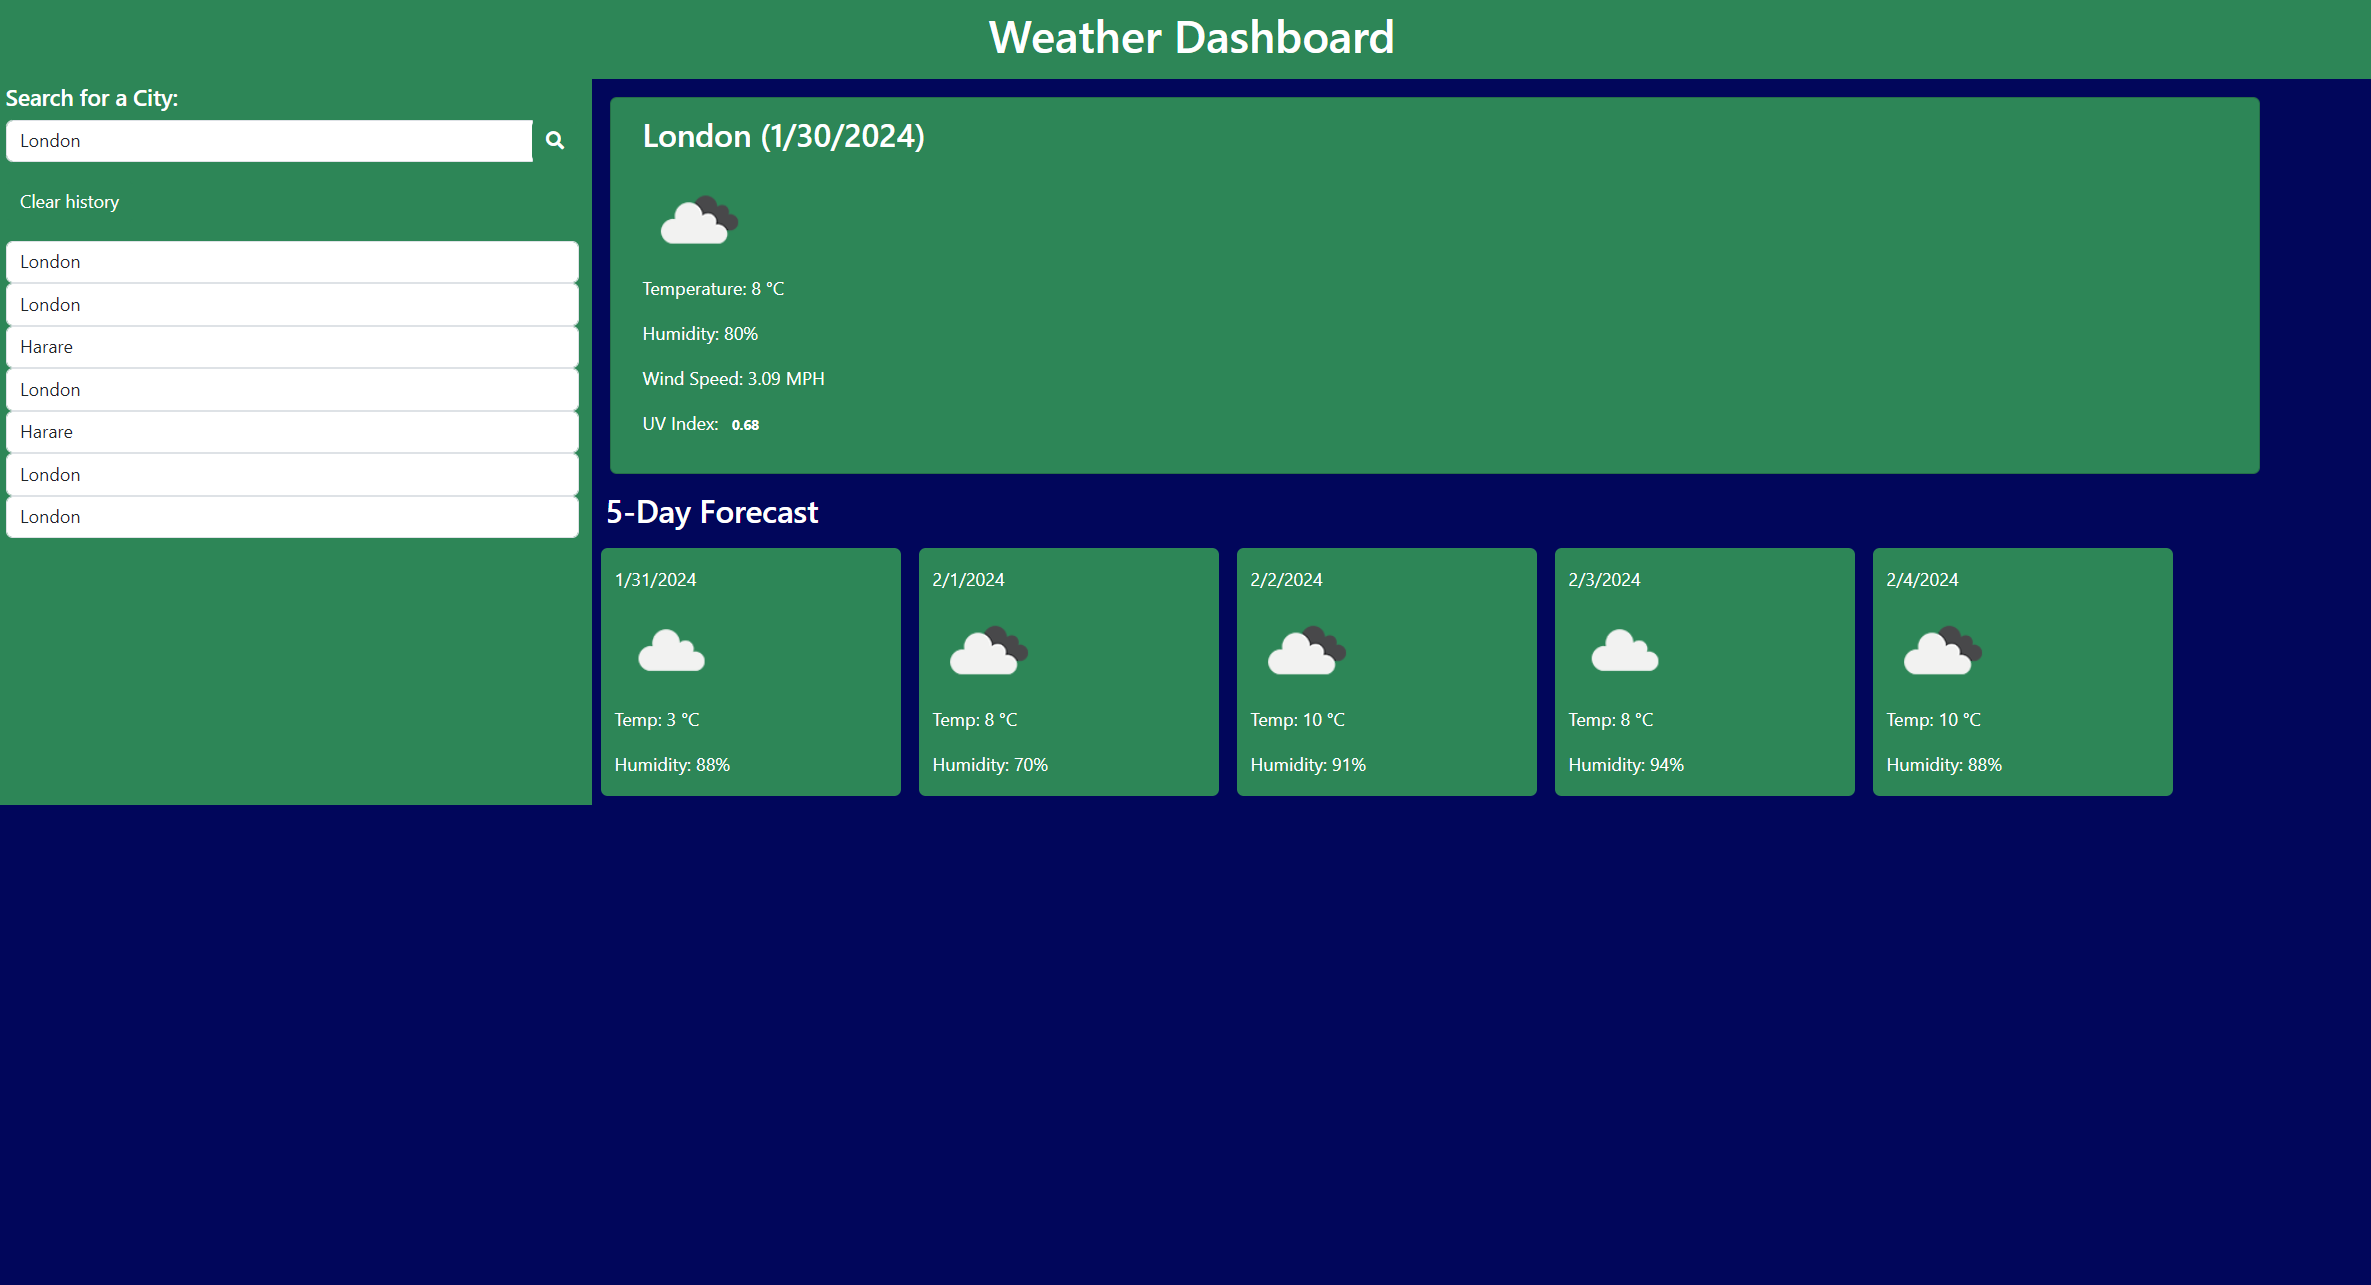 Weather Dashboard
Search for a City:
London
Clear history
London
London
Harare
London
Harare
London
London
London (1/30/2024)
Temperature: 8 °C
Humidity: 80%
Wind Speed: 3.09 MPH
UV Index: 0.68
5-Day Forecast
1/31/2024
Temp: 3 °C
Humidity: 88%
2/1/2024
Temp: 8 °C
Humidity: 70%
2/2/2024
Temp: 10 °C
Humidity: 91%
2/3/2024
Temp: 8 °C
Humidity: 94%
2/4/2024
Temp: 10 °C
Humidity: 88%